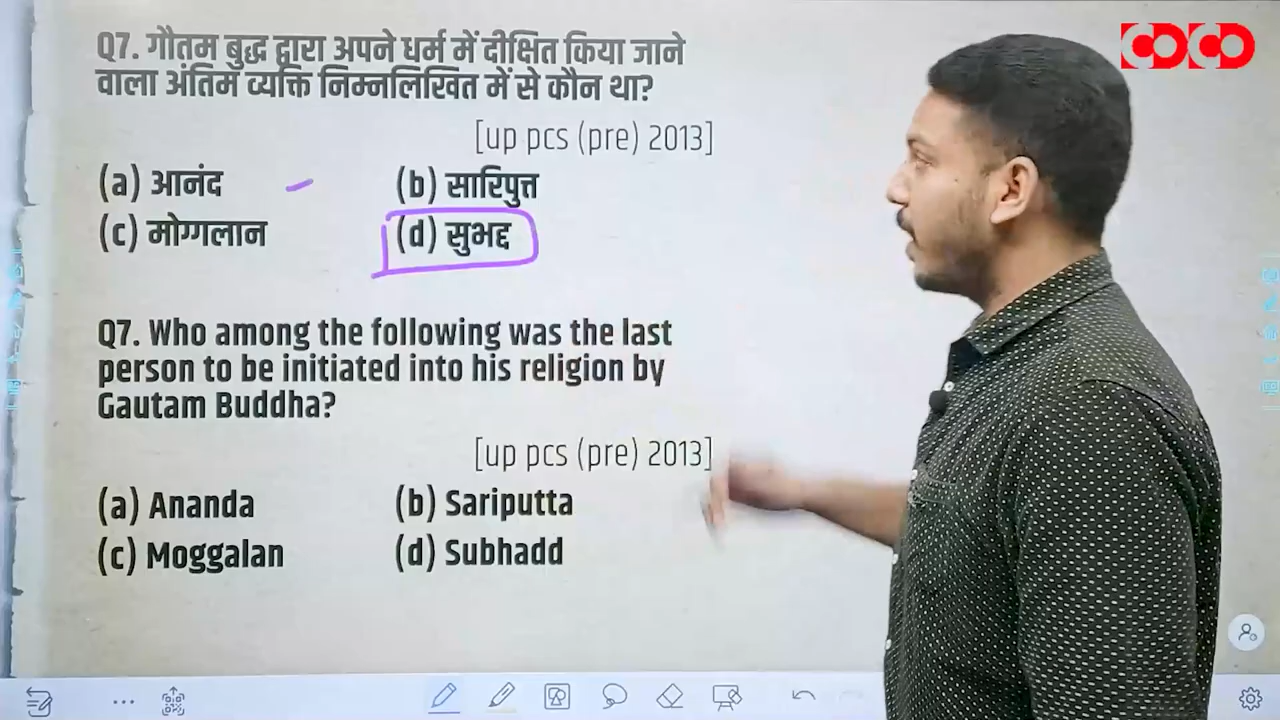 Q7. गौतम बुद्ध द्वारा अपने धर्म में दीक्षित किया जाने
वाला अंतिम व्यक्ति निम्नलिखित में से कौन था?
[up pcs (pre) 2013]
(a) आनंद (b) सारिपुत्त
(c) मोग्गलान (d) सुभद्द
Q7. Who among the following was the last
person to be initiated into his religion by
Gautam Buddha?
[up pcs (pre) 2013]
(a) Ananda (b) Sariputta
(c) Moggalan (d) Subhadd
COCO